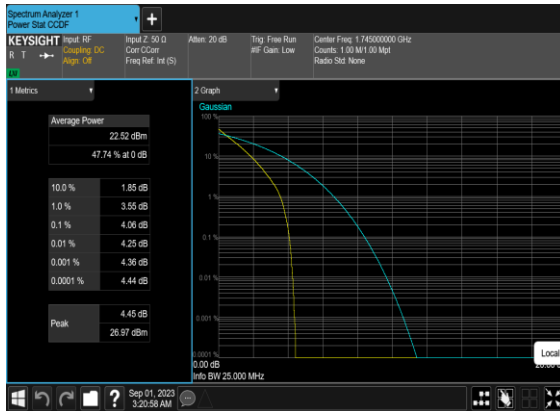 Spectrum Analyzer 1
Power Stat CCDF
KEYSIGHT
R T
LXI
Input: RF
Coupling: DC
Align: Off
Input Z: 50 Ω
Corr CCorr
Freq Ref: Int (S)
Atten: 20 dB
Trig: Free Run
#IF Gain: Low
Center Freq: 1.745000000 GHz
Counts: 1.00 M/1.00 Mpt
Radio Std: None
1 Metrics
Average Power
22.52 dBm
47.74 % at 0 dB
10.0 % 1.85 dB
1.0 % 3.55 dB
0.1 % 4.06 dB
0.01 % 4.25 dB
0.001 % 4.36 dB
0.0001 % 4.44 dB
Peak
4.45 dB
26.97 dBm
2 Graph
Gaussian
100 %
10 %
1 %
0.1 %
0.01 %
0.001 %
0.0001 %
0.00 dB
Info BW 25.000 MHz
Local
?
Sep 01, 2023
3:20:58 AM